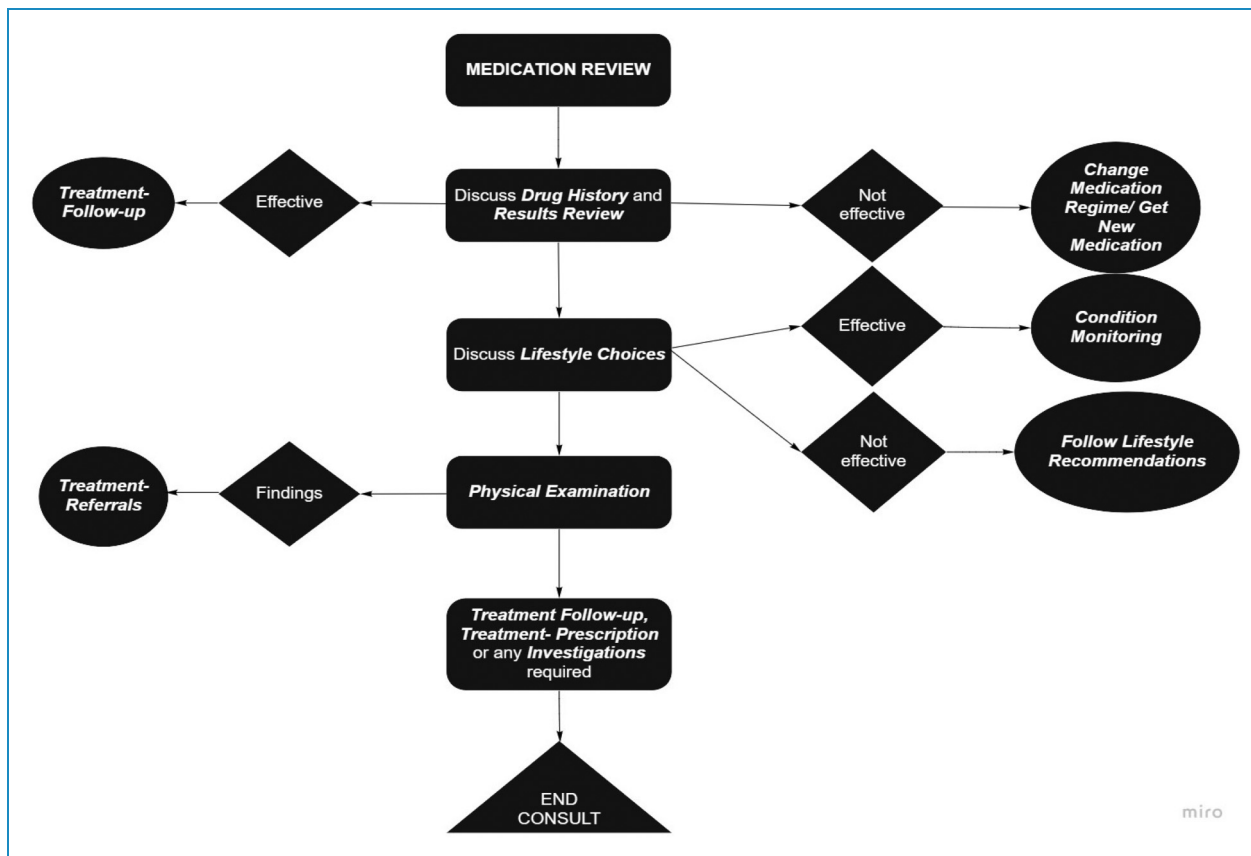 MEDICATION REVIEW
Treatment-
Follow-up
Effective
Discuss Drug History and
Results Review
Not
effective
Change
Medication
Regime/ Get
New
Medication
Discuss Lifestyle Choices
Effective
Condition
Monitoring
Not
effective
Follow Lifestyle
Recommendations
Treatment-
Referrals
Findings
Physical Examination
Treatment Follow-up,
Treatment- Prescription
or any Investigations
required
END
CONSULT
miro